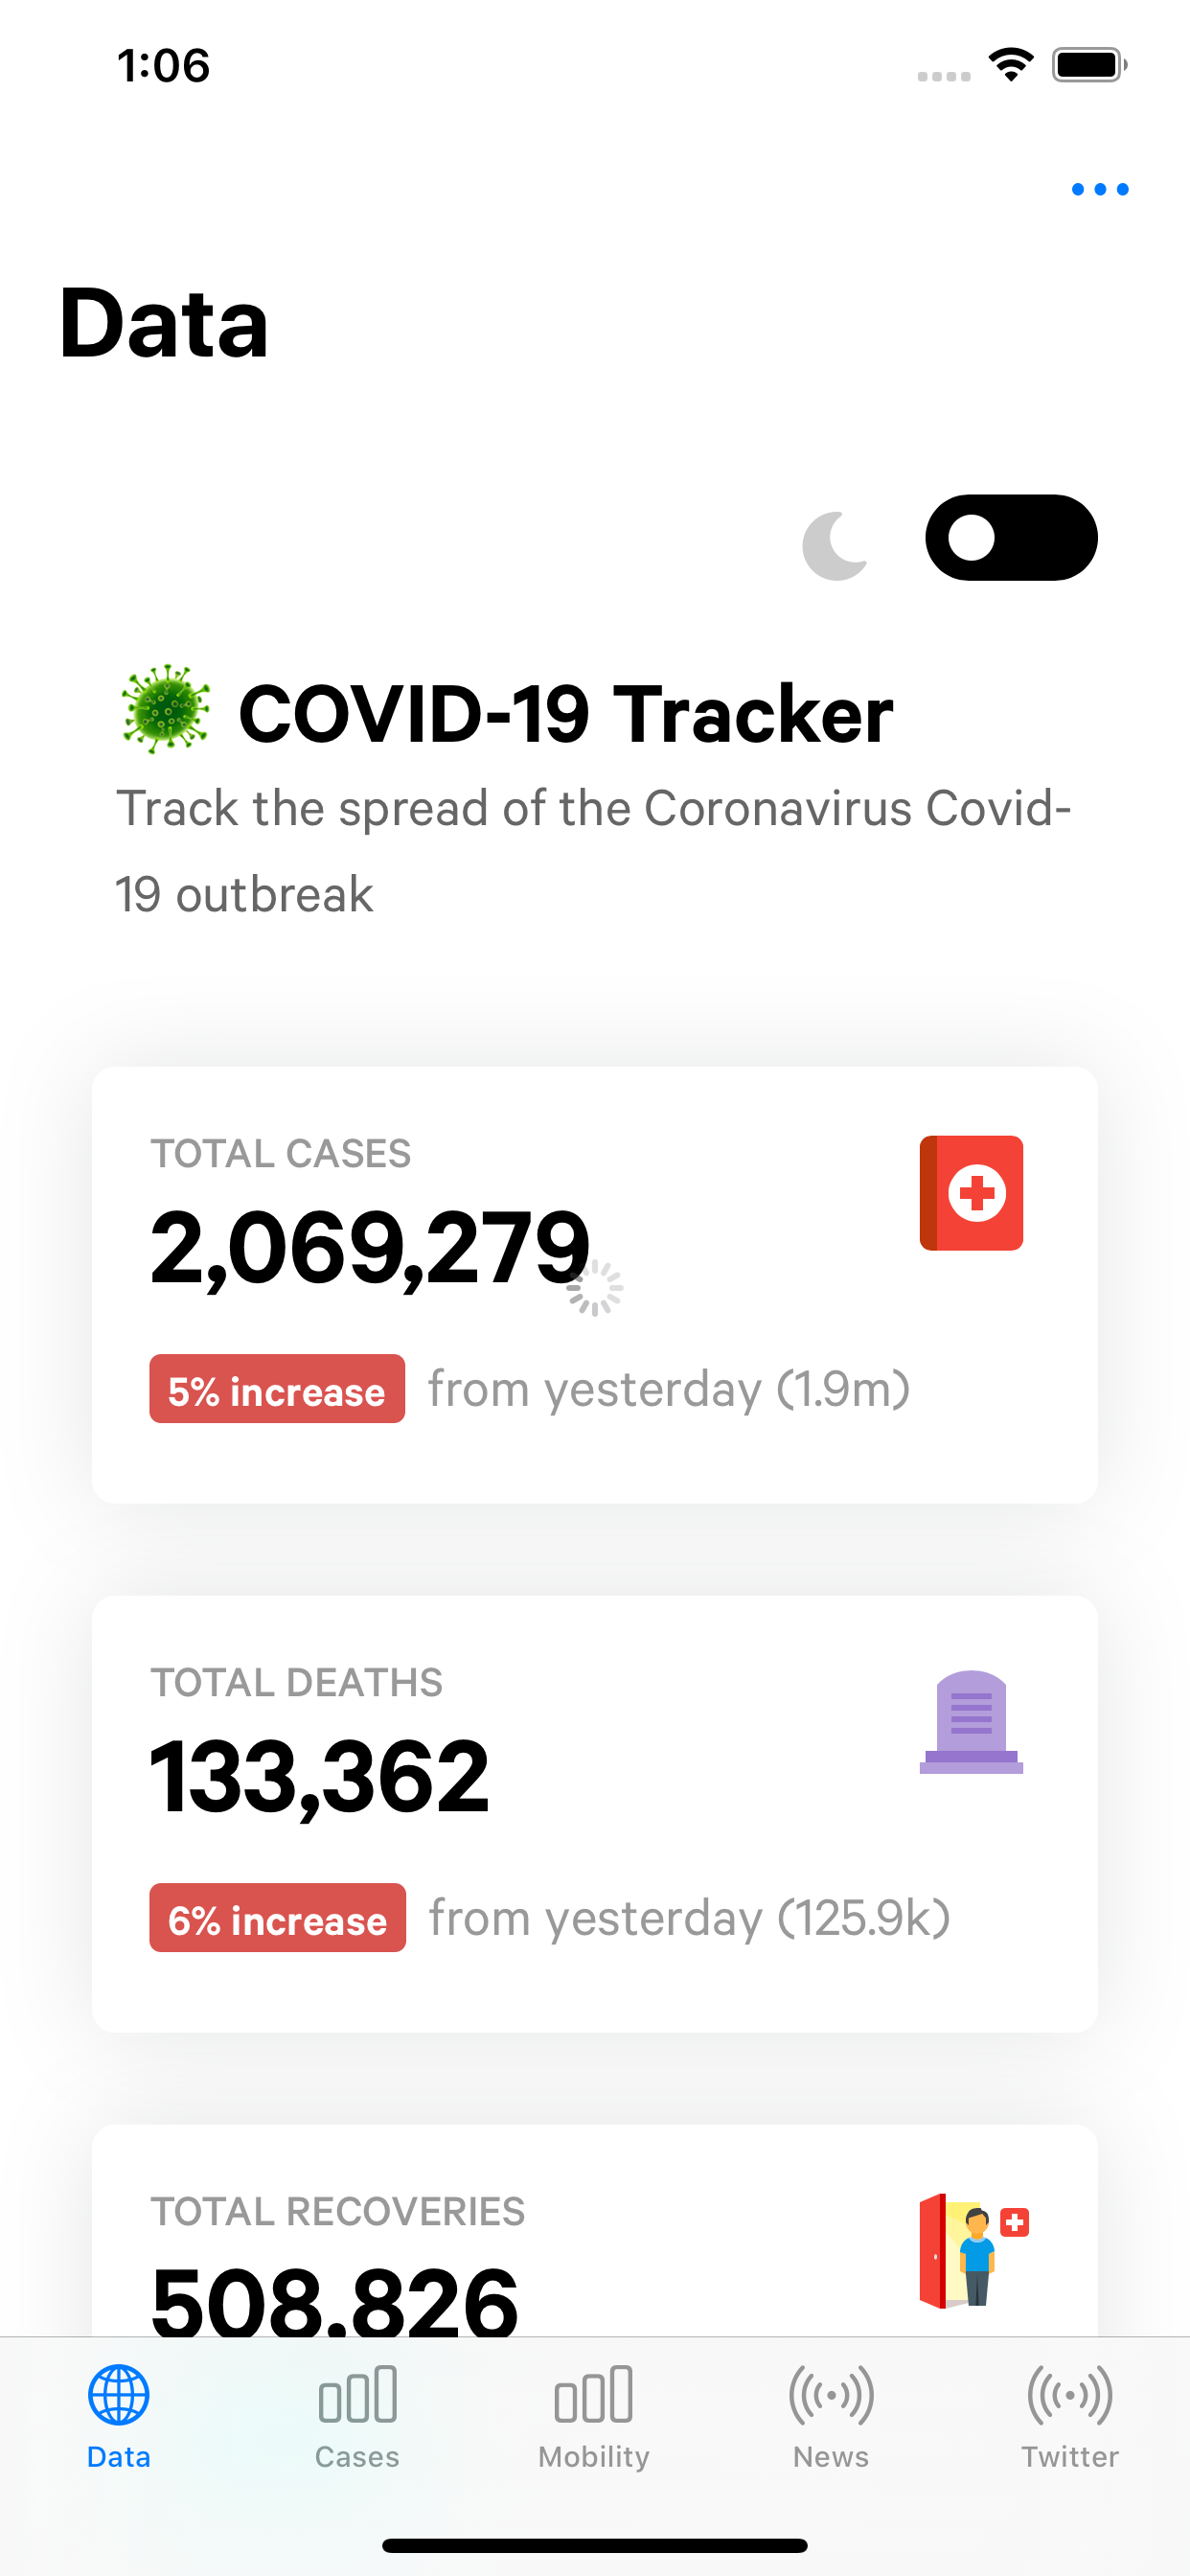 1:06
Data
COVID-19 Tracker
Track the spread of the Coronavirus Covid-
19 outbreak
TOTAL CASES
2,069,279
5% increase from yesterday (1.9m)
TOTAL DEATHS
133,362
6% increase from yesterday (125.9k)
TOTAL RECOVERIES
508,826
Data Cases Mobility News Twitter